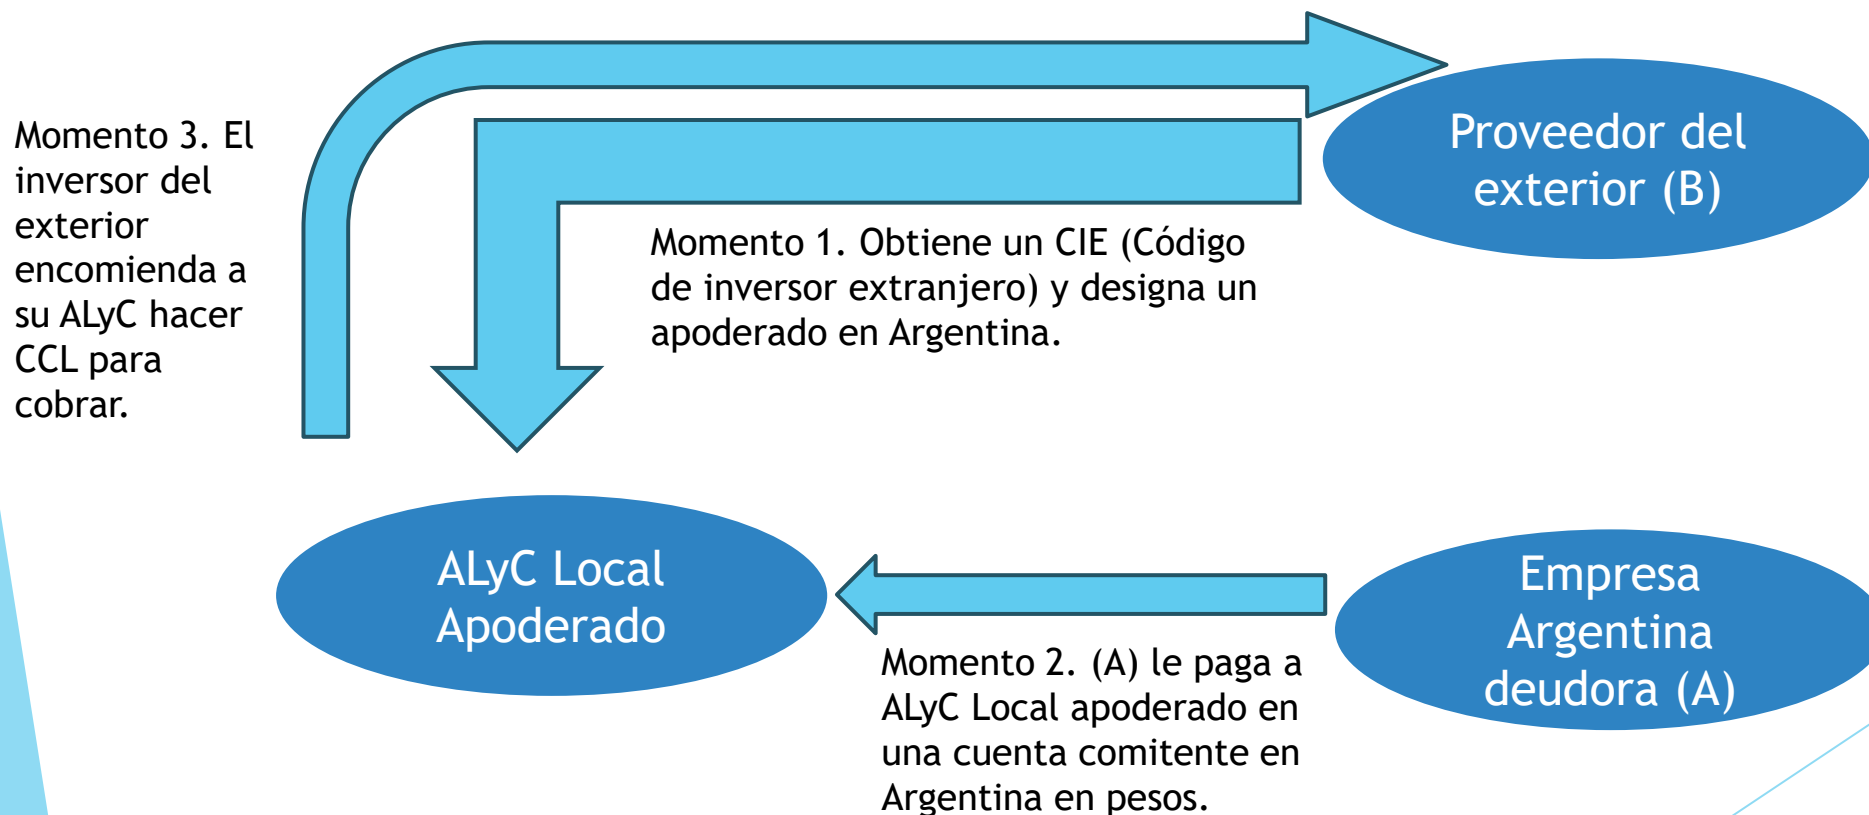 Momento 3. El
inversor del
exterior
encomienda a
su ALyC hacer
CCL para
cobrar.
Proveedor del
exterior (B)
Momento 1. Obtiene un CIE (Código
de inversor extranjero) y designa un
apoderado en Argentina.
ALyC Local
Apoderado
Empresa
Argentina
deudora (A)
Momento 2. (A) le paga a
ALyC Local apoderado en
una cuenta comitente en
Argentina en pesos.